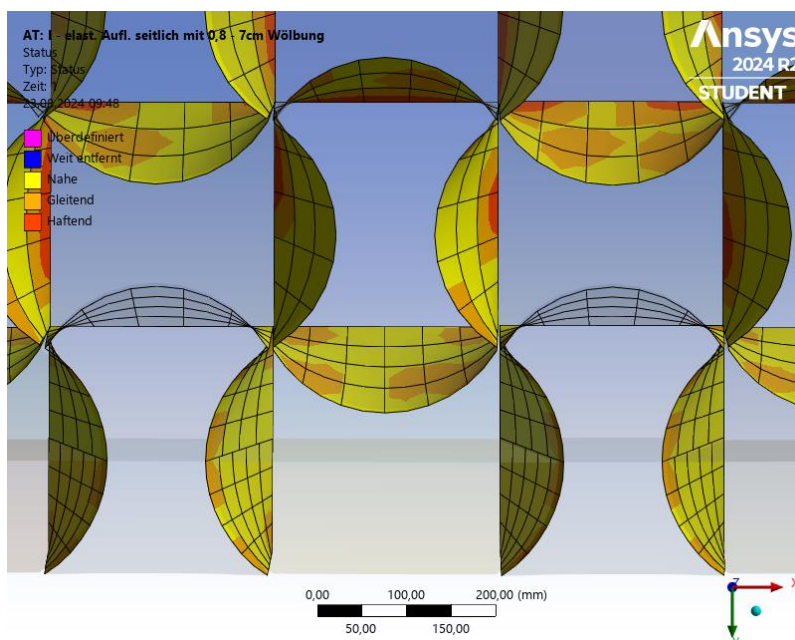 AT: I - elast. Aufl. seitlich mit 0,8 - 7cm Wölbung
Status
Typ: Status
Zeit: 1
23.08.2024 09:48
Überdefiniert
Weit entfernt
Nahe
Gleitend
Haftend
Ansys
2024 R2
STUDENT
0,00 100,00 200,00 (mm)
50,00 150,00
Z X
Y